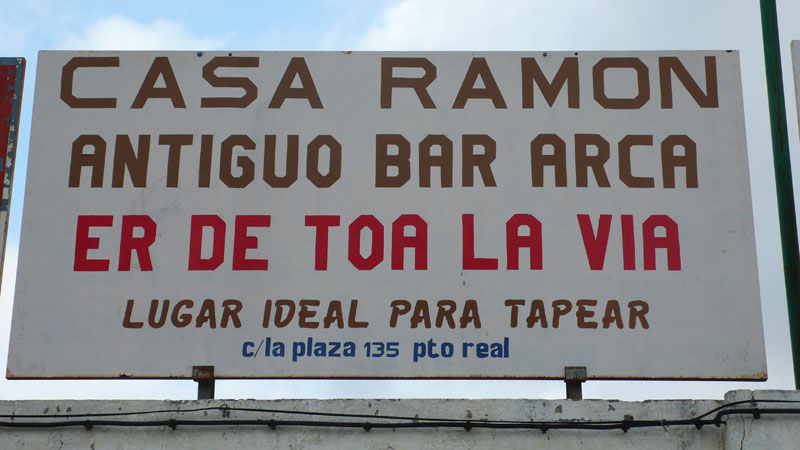 CASA RAMON
ANTIGUO BAR ARCA
ER DE TOA LA VIA
LUGAR IDEAL PARA TAPEAR
c/la plaza 135 pto real